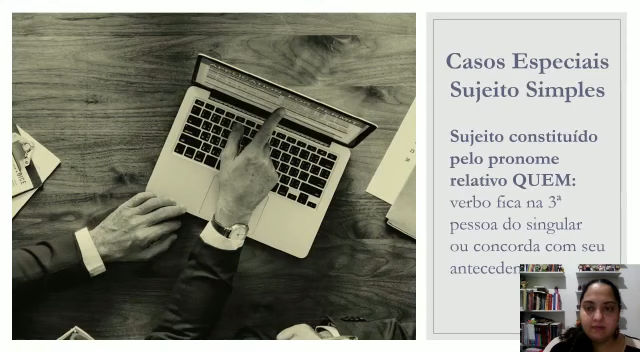 Casos Especiais
Sujeito Simples
Sujeito constituído
pelo pronome
relativo QUEM:
verbo fica na 3ª
pessoa do singular
ou concorda com seu